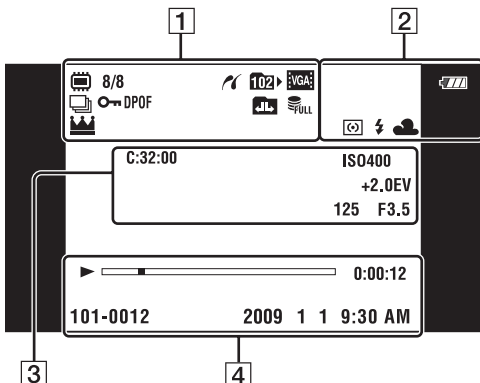 1
2
8/8 102 VGA
DPOF FULL
C:32:00 ISO400
+2.0EV
125 F3.5
0:00:12
101-0012 2009 1 1 9:30 AM
3
4